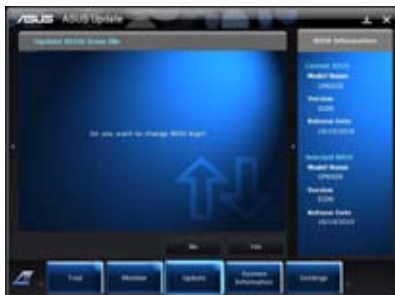 ASUS ASUS Update
Update BIOS from file
BIOS Information
Current BIOS
Model Name
Version
Release Date
Do you want to change BIOS logo?
Selected BIOS
Model Name
Version
Release Date
No Yes
Tool Monitor Update System Information Settings